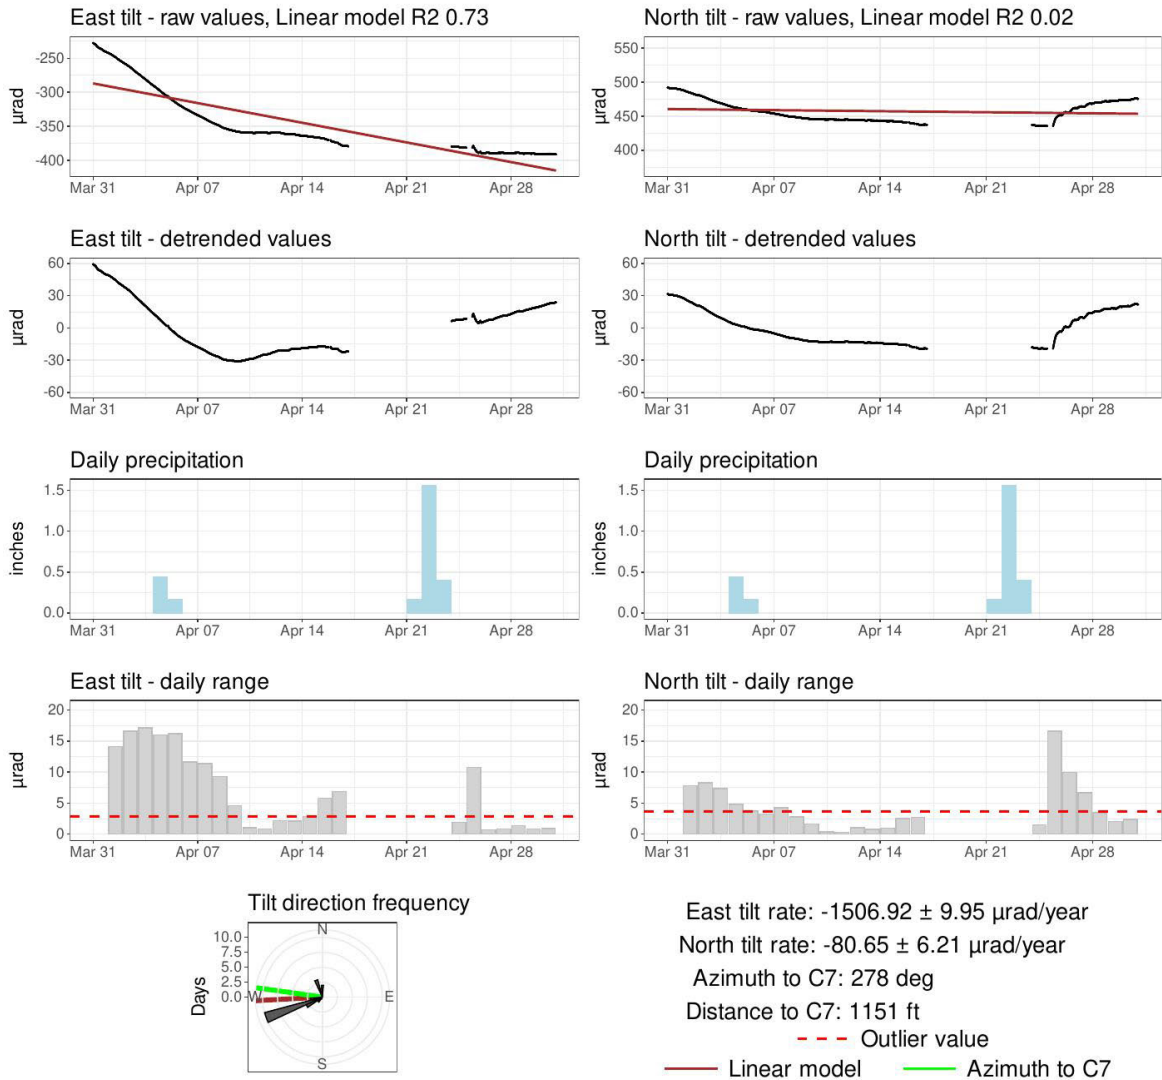 East tilt - raw values, Linear model R2 0.73
North tilt - raw values, Linear model R2 0.02
µrad
-250
-300
-350
-400
Mar 31 Apr 07 Apr 14 Apr 21 Apr 28
µrad
550
500
450
400
Mar 31 Apr 07 Apr 14 Apr 21 Apr 28
East tilt - detrended values
North tilt - detrended values
µrad
60
30
0
-30
-60
Mar 31 Apr 07 Apr 14 Apr 21 Apr 28
µrad
60
30
0
-30
-60
Mar 31 Apr 07 Apr 14 Apr 21 Apr 28
Daily precipitation
Daily precipitation
inches
1.5
1.0
0.5
0.0
Mar 31 Apr 07 Apr 14 Apr 21 Apr 28
inches
1.5
1.0
0.5
0.0
Mar 31 Apr 07 Apr 14 Apr 21 Apr 28
East tilt - daily range
North tilt - daily range
µrad
20
15
10
5
0
Mar 31 Apr 07 Apr 14 Apr 21 Apr 28
µrad
20
15
10
5
0
Mar 31 Apr 07 Apr 14 Apr 21 Apr 28
Tilt direction frequency
Days
10.0
7.5
5.0
2.5
0.0
N
W
E
S
East tilt rate: -1506.92 ± 9.95 µrad/year
North tilt rate: -80.65 ± 6.21 µrad/year
Azimuth to C7: 278 deg
Distance to C7: 1151 ft
Outlier value
Linear model
Azimuth to C7